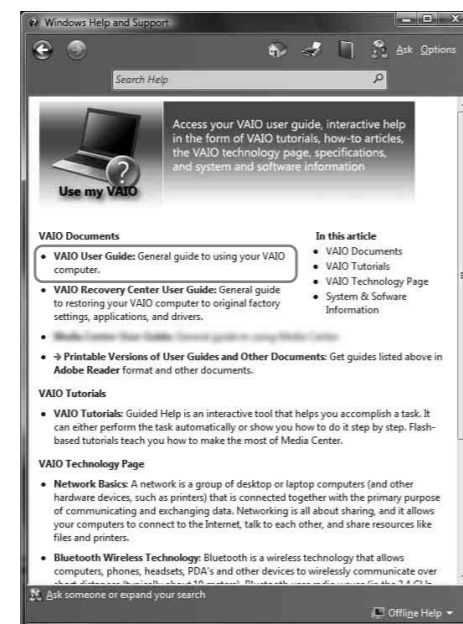 Windows Help and Support
Ask Options
Search Help
Access your VAIO user guide, interactive help
in the form of VAIO tutorials, how-to articles,
the VAIO technology page, specifications,
and system and software information
Use my VAIO
VAIO Documents
• VAIO User Guide: General guide to using your VAIO
computer.
• VAIO Recovery Center User Guide: General guide
to restoring your VAIO computer to original factory
settings, applications, and drivers.
• → Printable Versions of User Guides and Other Documents: Get guides listed above in
Adobe Reader format and other documents.
In this article
• VAIO Documents
• VAIO Tutorials
• VAIO Technology Page
• System & Sofware
Information
VAIO Tutorials
• VAIO Tutorials: Guided Help is an interactive tool that helps you accomplish a task. It
can either perform the task automatically or show you how to do it step by step. Flash-
based tutorials teach you how to make the most of Media Center.
VAIO Technology Page
• Network Basics: A network is a group of desktop or laptop computers (and other
hardware devices, such as printers) that is connected together with the primary purpose
of communicating and exchanging data. Networking is all about sharing, and it allows
your computers to connect to the Internet, talk to each other, and share resources like
files and printers.
• Bluetooth Wireless Technology: Bluetooth is a wireless technology that allows
computers, phones, headsets, PDA's and other devices to wirelessly communicate over
Ask someone or expand your search
Offline Help